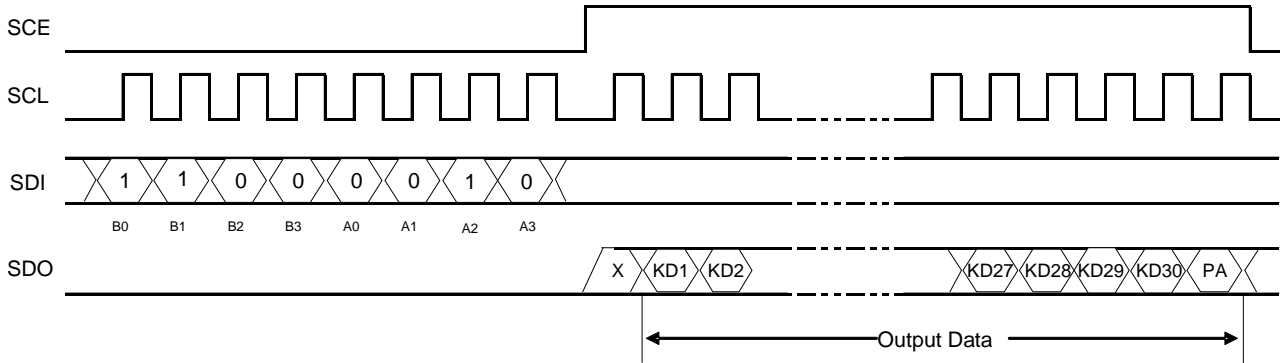 SCE
SCL
SDI 1 1 0 0 0 0 1 0
B0 B1 B2 B3 A0 A1 A2 A3
SDO X KD1 KD2 KD27 KD28 KD29 KD30 PA
Output Data